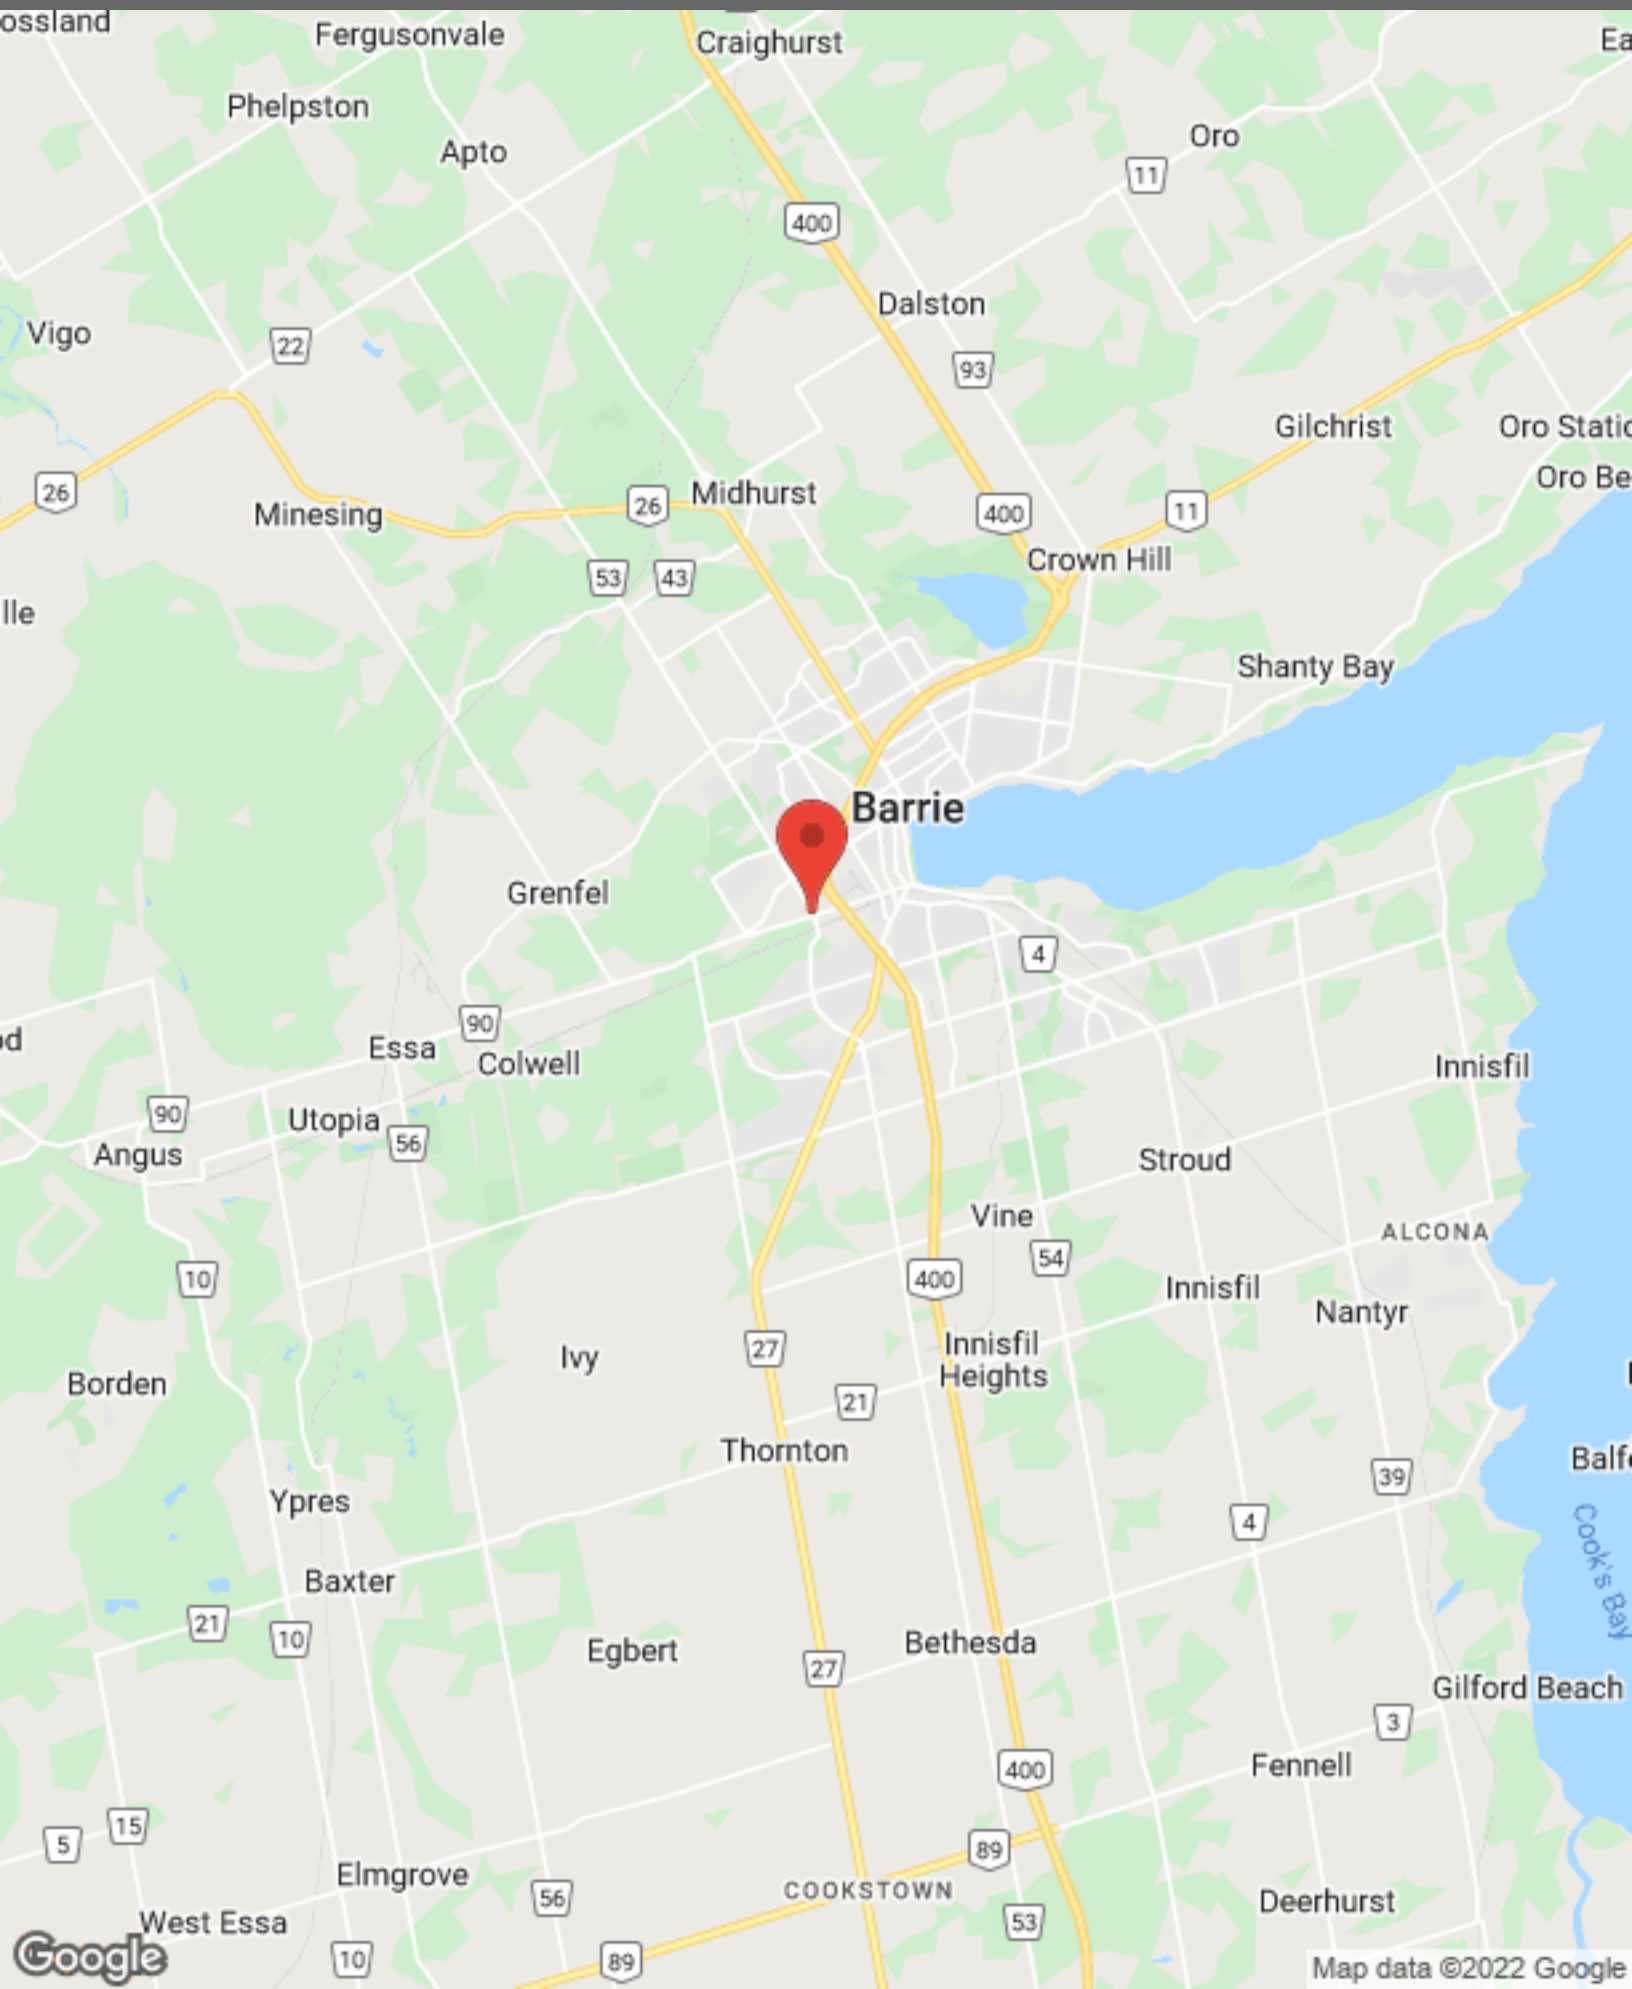 ossland
Fergusonvale
Craighurst
Ea
Phelpston
Apto
Oro
11
400
Dalston
Vigo
22
93
Gilchrist
Oro Static
Oro Be
26
26
Midhurst
Minesing
400
11
Crown Hill
53
43
lle
Shanty Bay
Barrie
Grenfel
4
90
Essa
Colwell
Innisfil
90
Utopia
56
Angus
Stroud
Vine
ALCONA
54
10
400
Innisfil
Nantyr
27
Innisfil
Heights
Ivy
Borden
21
Thornton
Balf
39
Ypres
4
Cook's Bay
Baxter
21
10
Egbert
Bethesda
27
Gilford Beach
3
400
Fennell
15
5
89
Elmgrove
COOKSTOWN
56
Deerhurst
West Essa
53
Google
10
89
Map data ©2022 Google